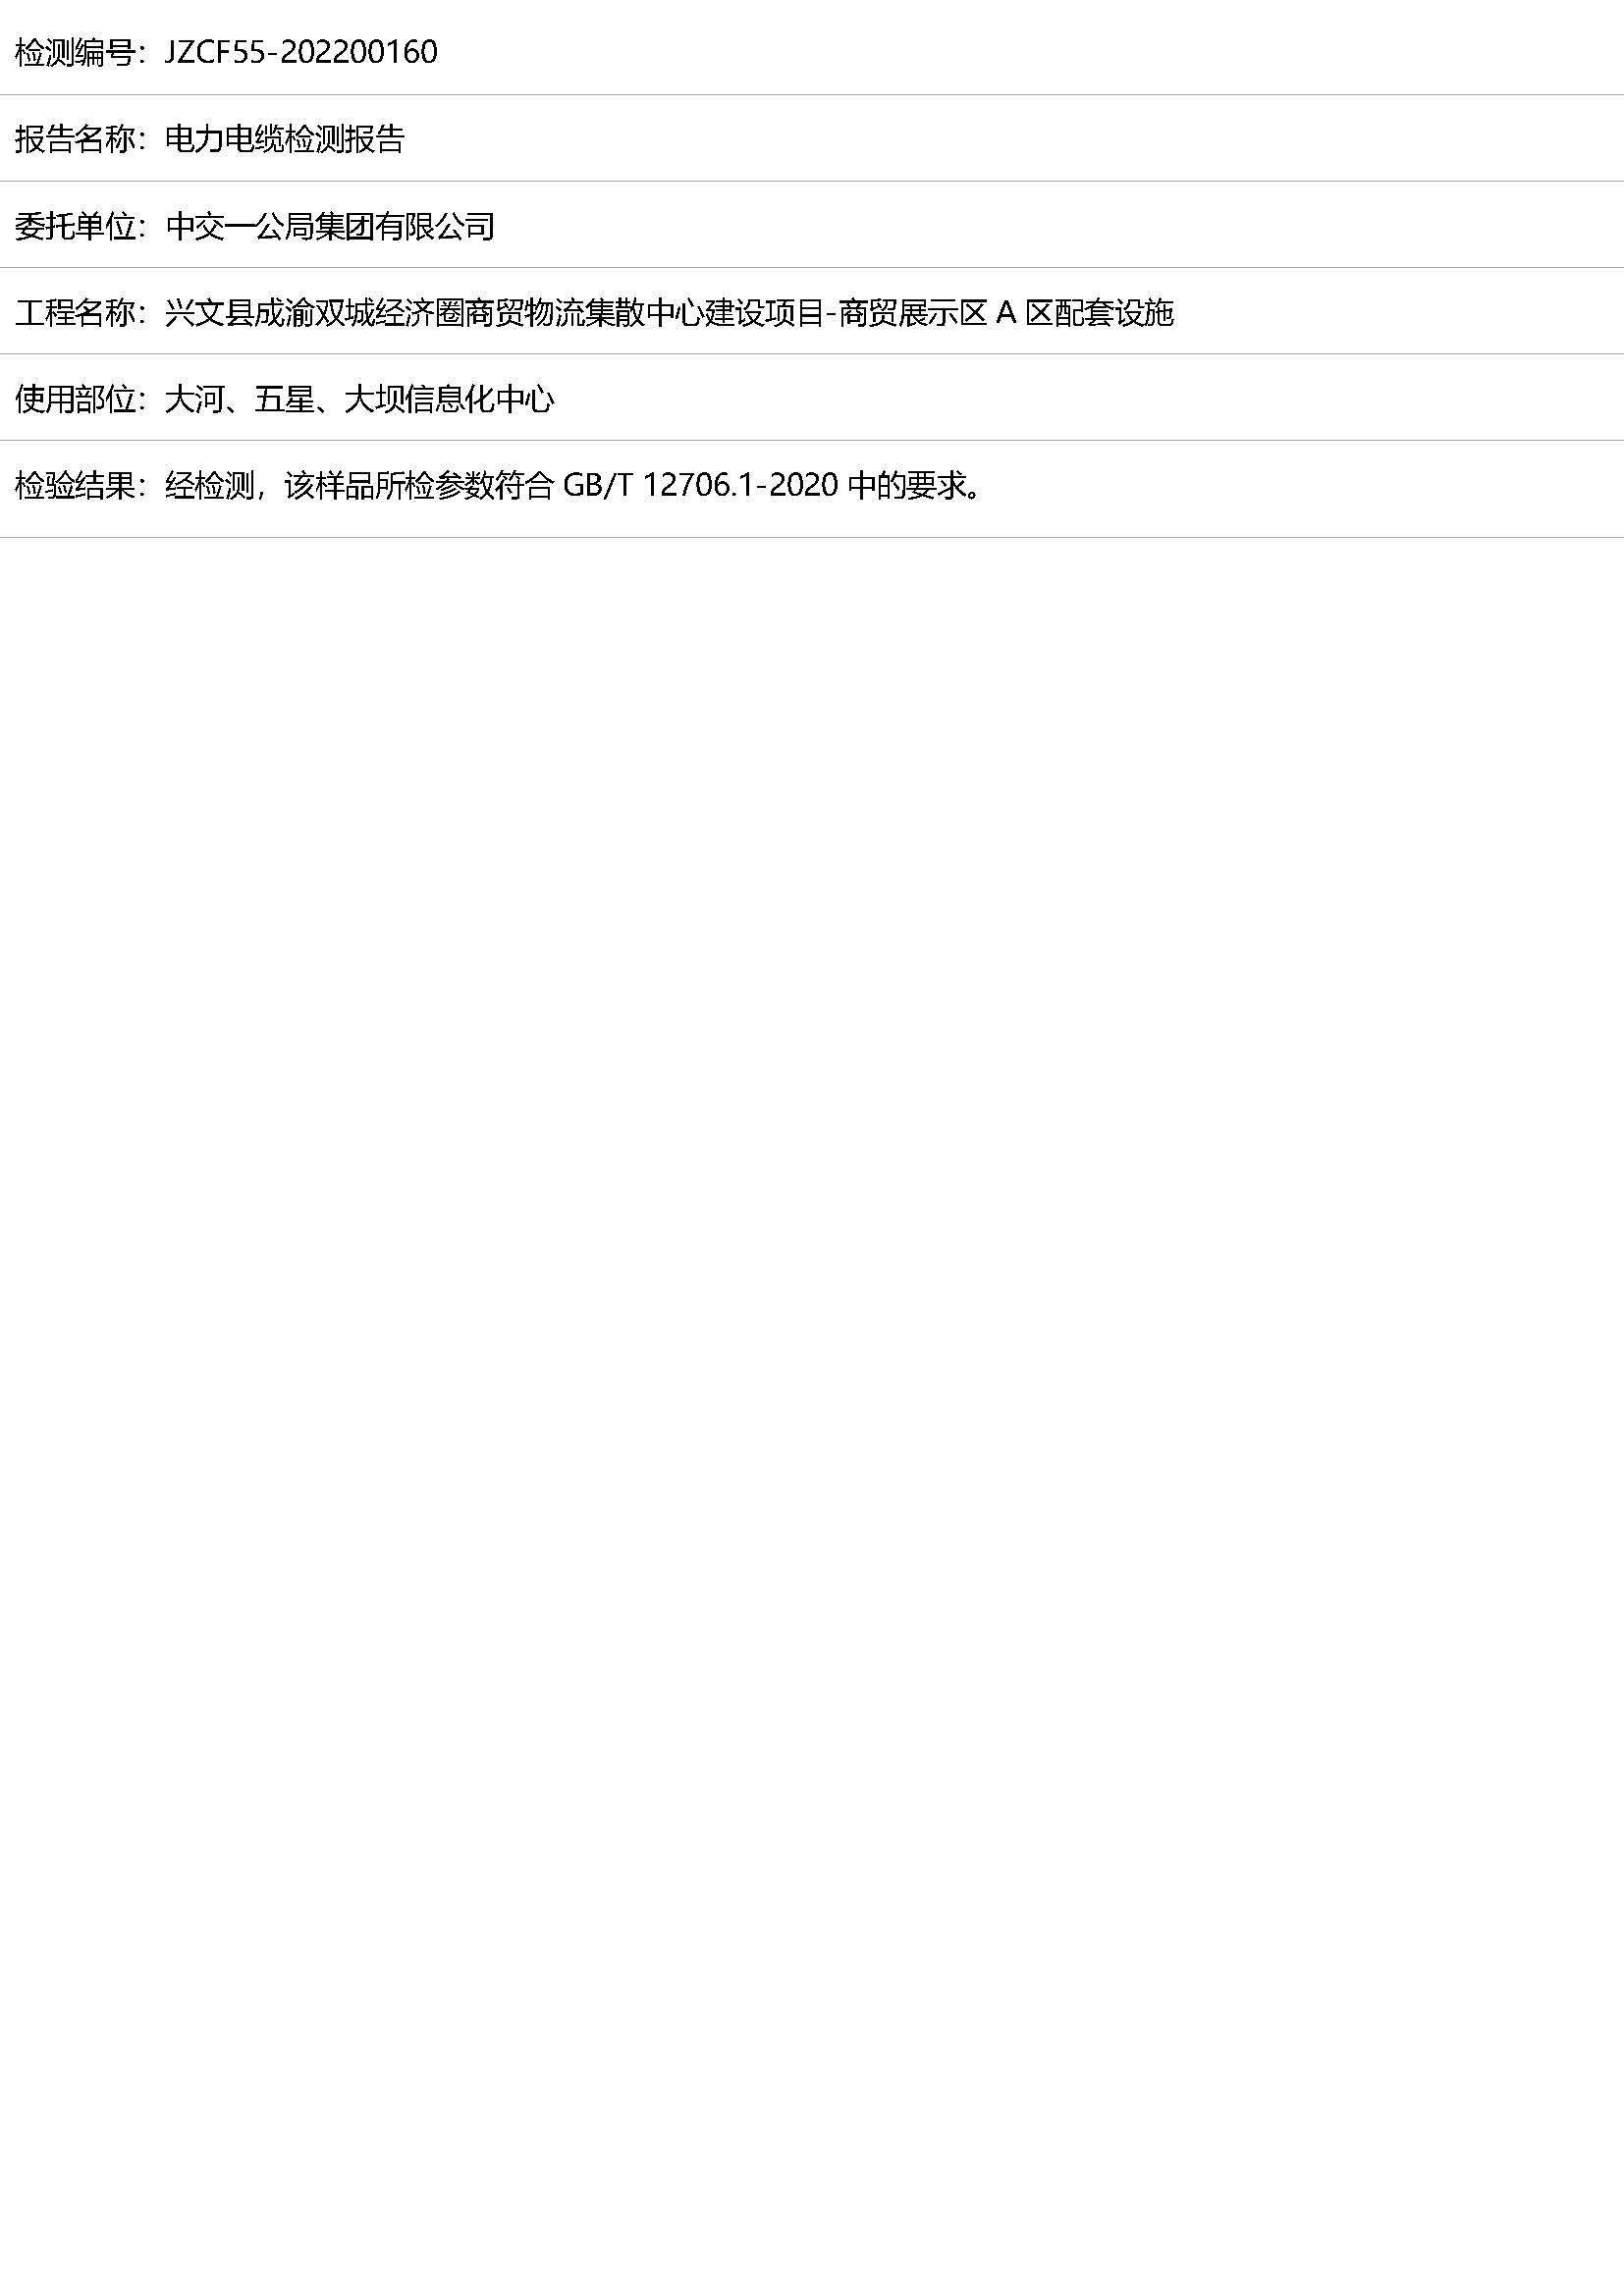 检测编号：JZCF55-202200160
报告名称：电力电缆检测报告
委托单位：中交一公局集团有限公司
工程名称：兴文县成渝双城经济圈商贸物流集散中心建设项目-商贸展示区 A 区配套设施
使用部位：大河、五星、大坝信息化中心
检验结果：经检测，该样品所检参数符合 GB/T 12706.1-2020 中的要求。